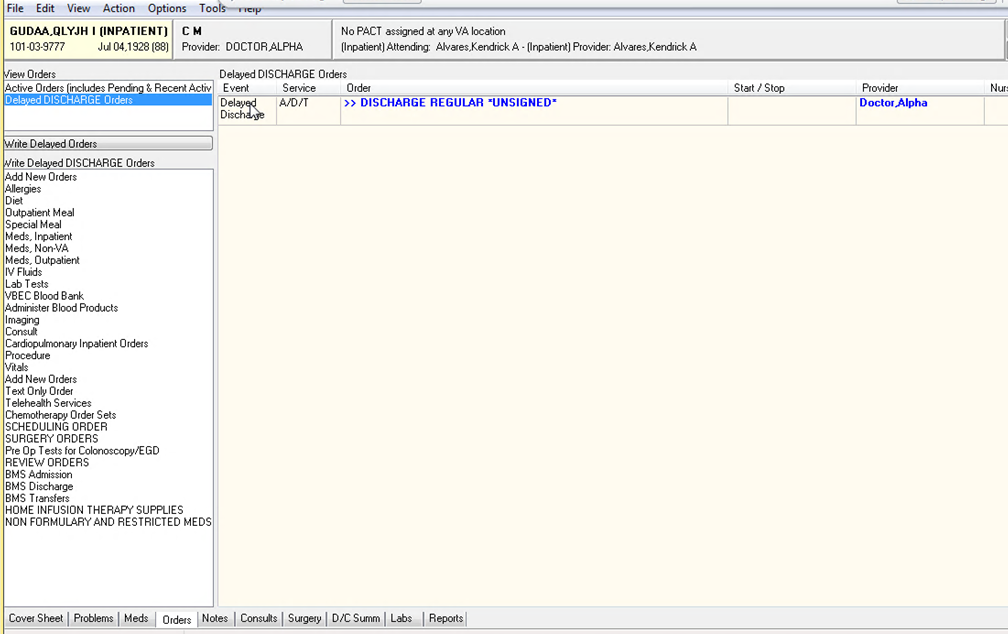 File Edit View Action Options Tools Help
GUDAA,QLYJH I (INPATIENT)
101-03-9777 Jul 04,1928 (88)
C M
Provider: DOCTOR,ALPHA
No PACT assigned at any VA location
(Inpatient) Attending: Alvares,Kendrick A - (Inpatient) Provider: Alvares,Kendrick A
View Orders
Active Orders (includes Pending & Recent Activ
Delayed DISCHARGE Orders
Write Delayed Orders
Write Delayed DISCHARGE Orders
Add New Orders
Allergies
Diet
Outpatient Meal
Special Meal
Meds, Inpatient
Meds, Non-VA
Meds, Outpatient
IV Fluids
Lab Tests
VBEC Blood Bank
Administer Blood Products
Imaging
Consult
Cardiopulmonary Inpatient Orders
Procedure
Vitals
Add New Orders
Text Only Order
Telehealth Services
Chemotherapy Order Sets
SCHEDULING ORDER
SURGERY ORDERS
Pre Op Tests for Colonoscopy/EGD
REVIEW ORDERS
BMS Admission
BMS Discharge
BMS Transfers
HOME INFUSION THERAPY SUPPLIES
NON FORMULARY AND RESTRICTED MEDS
Delayed DISCHARGE Orders
Event Service Order Start / Stop Provider Nur
Delayed A/D/T >> DISCHARGE REGULAR *UNSIGNED* Doctor,Alpha
Discharge
Cover Sheet Problems Meds Orders Notes Consults Surgery D/C Summ Labs Reports